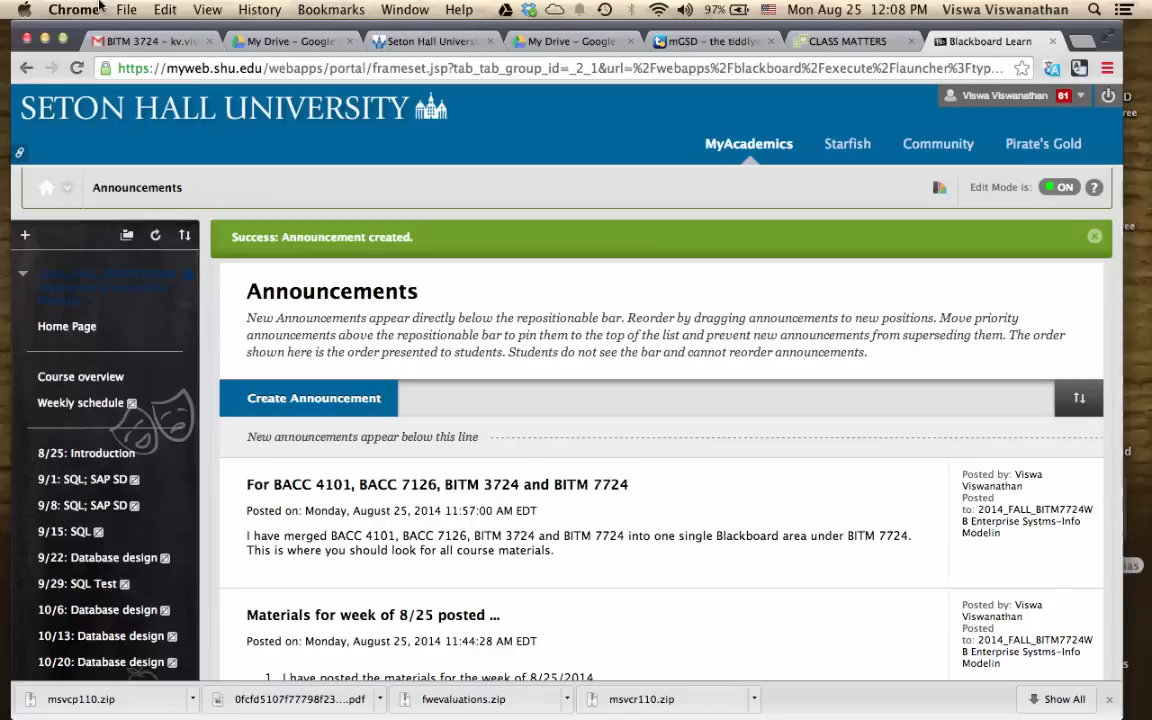 Chrome File Edit View History Bookmarks Window Help 97% Mon Aug 25 12:08 PM Viswa Viswanathan
BITM 3724 – kv.vis My Drive – Google Seton Hall Universi My Drive – Google mGSD – the tiddly CLASS MATTERS Blackboard Learn
https://myweb.shu.edu/webapps/portal/frameset.jsp?tab_tab_group_id=_2_1&url=%2Fwebapps%2Fblackboard%2Fexecute%2Flauncher%3Ftyp...
SETON HALL UNIVERSITY
Viswa Viswanathan 61
MyAcademics Starfish Community Pirate's Gold
Announcements
Edit Mode is: ON ?
Success: Announcement created.
Home Page
Course overview
Weekly schedule
8/25: Introduction
9/1: SQL; SAP SD
9/8: SQL; SAP SD
9/15: SQL
9/22: Database design
9/29: SQL Test
10/6: Database design
10/13: Database design
10/20: Database design
Announcements
New Announcements appear directly below the repositionable bar. Reorder by dragging announcements to new positions. Move priority
announcements above the repositionable bar to pin them to the top of the list and prevent new announcements from superseding them. The order
shown here is the order presented to students. Students do not see the bar and cannot reorder announcements.
Create Announcement
New announcements appear below this line
For BACC 4101, BACC 7126, BITM 3724 and BITM 7724
Posted on: Monday, August 25, 2014 11:57:00 AM EDT
I have merged BACC 4101, BACC 7126, BITM 3724 and BITM 7724 into one single Blackboard area under BITM 7724.
This is where you should look for all course materials.
Posted by: Viswa
Viswanathan
Posted
to: 2014_FALL_BITM7724W
B Enterprise Systms-Info
Modelin
Materials for week of 8/25 posted ...
Posted on: Monday, August 25, 2014 11:44:28 AM EDT
1. I have posted the materials for the week of 8/25/2014
Posted by: Viswa
Viswanathan
Posted
to: 2014_FALL_BITM7724W
B Enterprise Systms-Info
Modelin
msvcp110.zip 0fcfd5107f77798f23....pdf fwevaluations.zip msvcr110.zip Show All